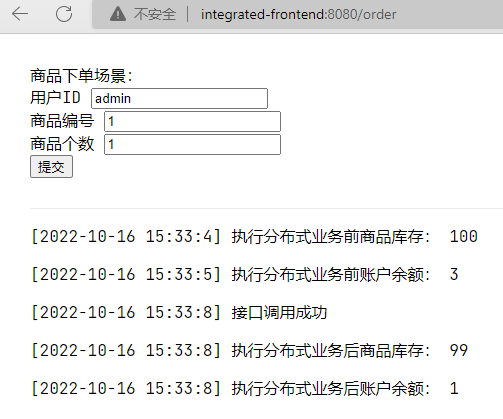 不安全 | integrated-frontend:8080/order
商品下单场景：
用户ID admin
商品编号 1
商品个数 1
提交
[2022-10-16 15:33:4] 执行分布式业务前商品库存： 100
[2022-10-16 15:33:5] 执行分布式业务前账户余额： 3
[2022-10-16 15:33:8] 接口调用成功
[2022-10-16 15:33:8] 执行分布式业务后商品库存： 99
[2022-10-16 15:33:8] 执行分布式业务后账户余额： 1